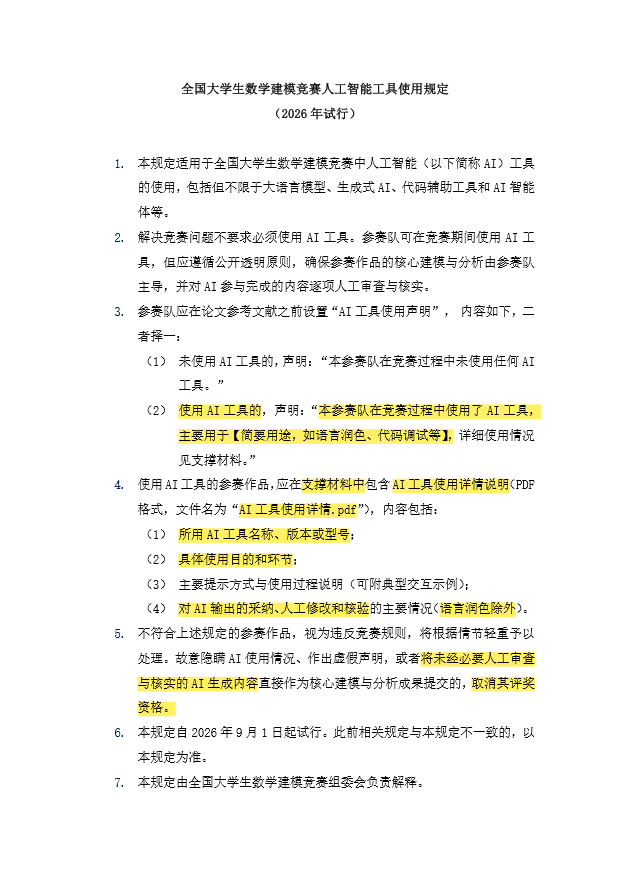 全国大学生数学建模竞赛人工智能工具使用规定
（2026 年试行）
1. 本规定适用于全国大学生数学建模竞赛中人工智能（以下简称 AI）工具
的使用，包括但不限于大语言模型、生成式 AI、代码辅助工具和 AI 智能
体等。
2. 解决竞赛问题不要求必须使用 AI 工具。参赛队可在竞赛期间使用 AI 工
具，但应遵循公开透明原则，确保参赛作品的核心建模与分析由参赛队
主导，并对 AI 参与完成的内容逐项人工审查与核实。
3. 参赛队应在论文参考文献之前设置“AI 工具使用声明”， 内容如下，二
者择一：
（1） 未使用 AI 工具的，声明：“本参赛队在竞赛过程中未使用任何 AI
工具。”
（2） 使用 AI 工具的，声明：“本参赛队在竞赛过程中使用了 AI 工具，
主要用于【简要用途，如语言润色、代码调试等】，详细使用情况
见支撑材料。”
4. 使用 AI 工具的参赛作品，应在支撑材料中包含 AI 工具使用详情说明（PDF
格式，文件名为“AI 工具使用详情.pdf”），内容包括：
（1） 所用 AI 工具名称、版本或型号；
（2） 具体使用目的和环节；
（3） 主要提示方式与使用过程说明（可附典型交互示例）；
（4） 对 AI 输出的采纳、人工修改和核验的主要情况（语言润色除外）。
5. 不符合上述规定的参赛作品，视为违反竞赛规则，将根据情节轻重予以
处理。故意隐瞒 AI 使用情况、作出虚假声明，或者将未经必要人工审查
与核实的 AI 生成内容直接作为核心建模与分析成果提交的，取消其评奖
资格。
6. 本规定自 2026 年 9 月 1 日起试行。此前相关规定与本规定不一致的，以
本规定为准。
7. 本规定由全国大学生数学建模竞赛组委会负责解释。